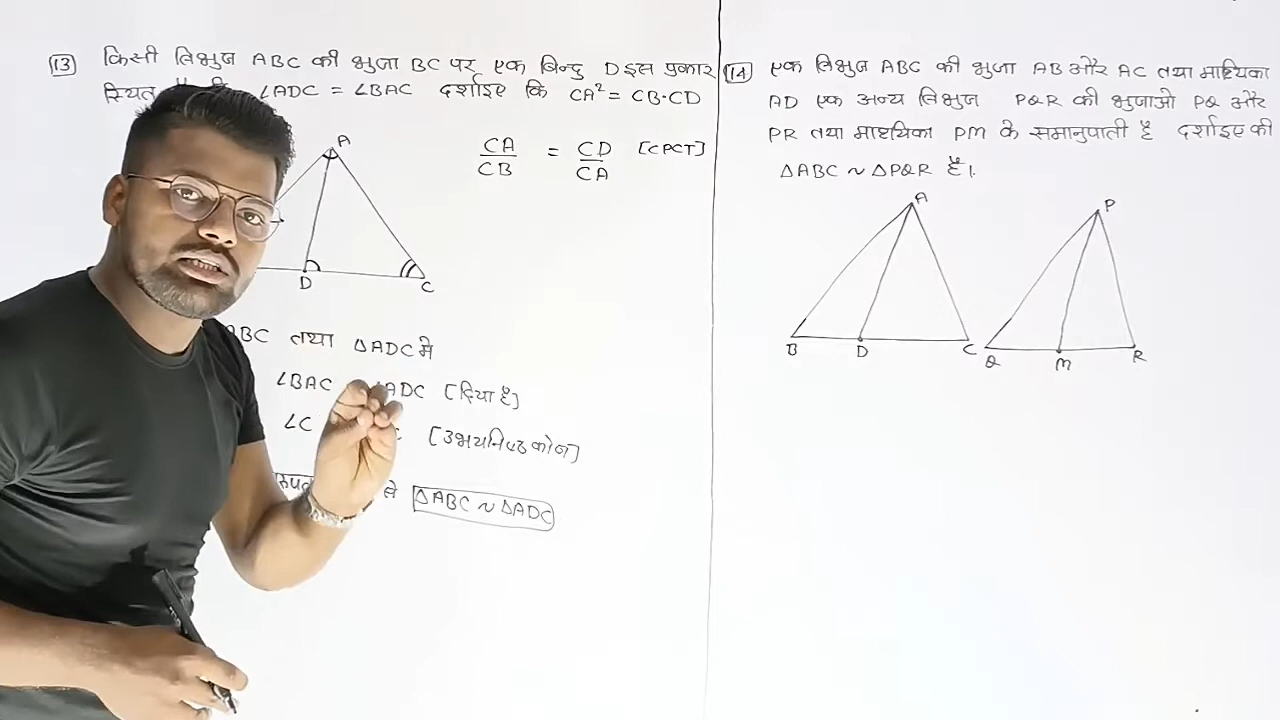 13 किसी त्रिभुज ABC की भुजा BC पर एक बिन्दु D इस प्रकार
स्थित ∠ADC = ∠BAC दर्शाइए कि CA² = CB·CD
CA/CB = CD/CA [CPCT]
A
D
C
ABC तथा ΔADC मे
∠BAC ∠ADC [दिया है]
∠C C [उभयनिष्ठ कोण]
से ΔABC ~ ΔADC
14 एक त्रिभुज ABC की भुजा AB और AC तथा माध्यिका
AD एक अन्य त्रिभुज PQR की भुजाओ PQ और
PR तथा माध्यिका PM के समानुपाती है दर्शाइए की
ΔABC ~ ΔPQR है।
A
P
B
D
C
Q
M
R